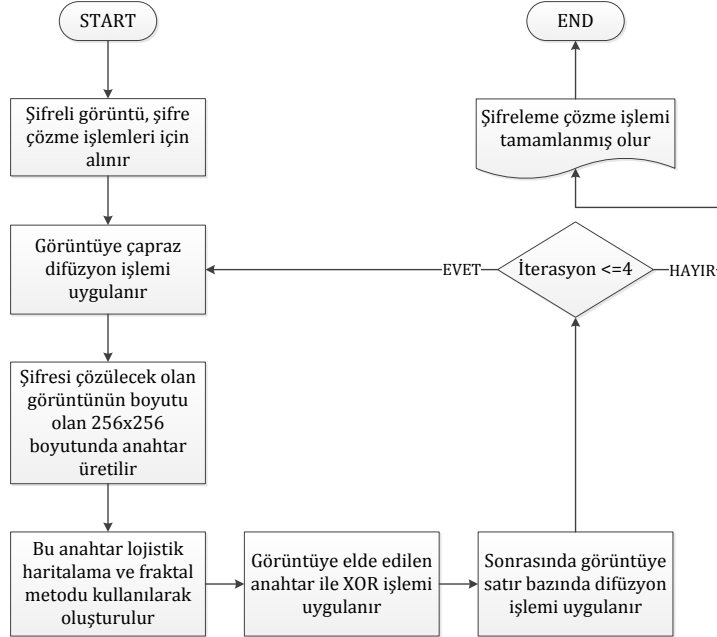 START
Şifreli görüntü, şifre
çözme işlemleri için
alınır
Görüntüye çapraz
difüzyon işlemi
uygulanır
Şifresi çözülecek olan
görüntünün boyutu
olan 256x256
boyutunda anahtar
üretilir
Bu anahtar lojistik
haritalama ve fraktal
metodu kullanılarak
oluşturulur
Görüntüye elde edilen
anahtar ile XOR işlemi
uygulanır
Sonrasında görüntüye
satır bazında difüzyon
işlemi uygulanır
İterasyon <=4
EVET
HAYIR
Şifreleme çözme işlemi
tamamlanmış olur
END